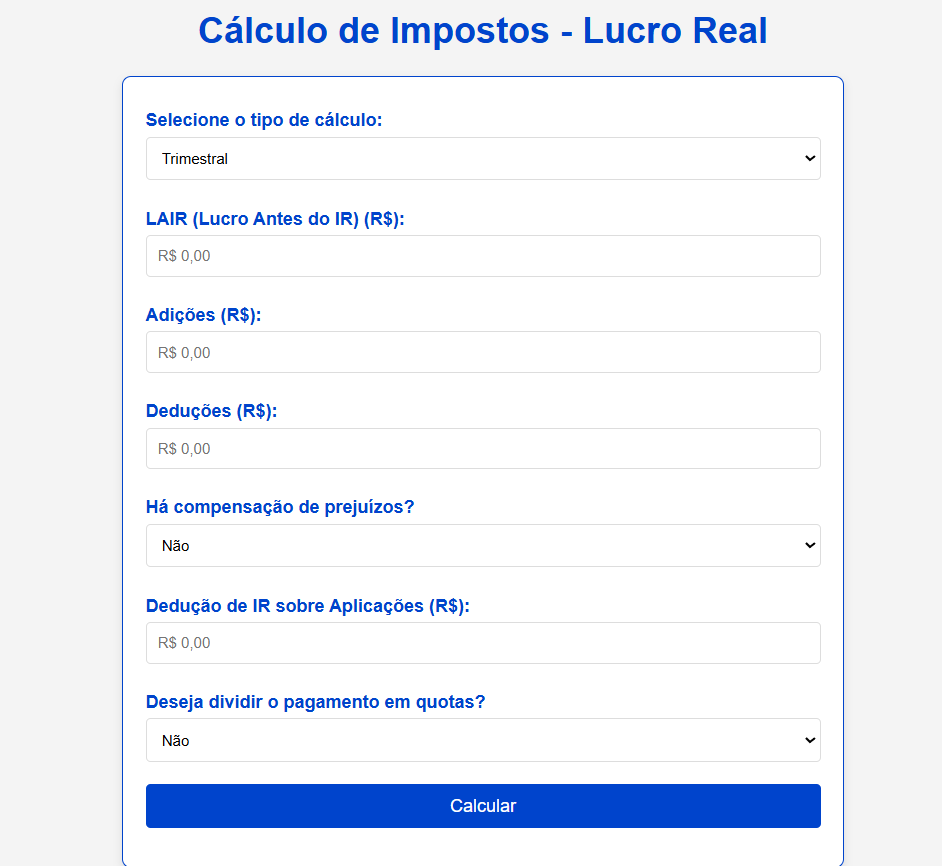 Cálculo de Impostos - Lucro Real
Selecione o tipo de cálculo:
Trimestral
LAIR (Lucro Antes do IR) (R$):
R$ 0,00
Adições (R$):
R$ 0,00
Deduções (R$):
R$ 0,00
Há compensação de prejuízos?
Não
Dedução de IR sobre Aplicações (R$):
R$ 0,00
Deseja dividir o pagamento em quotas?
Não
Calcular